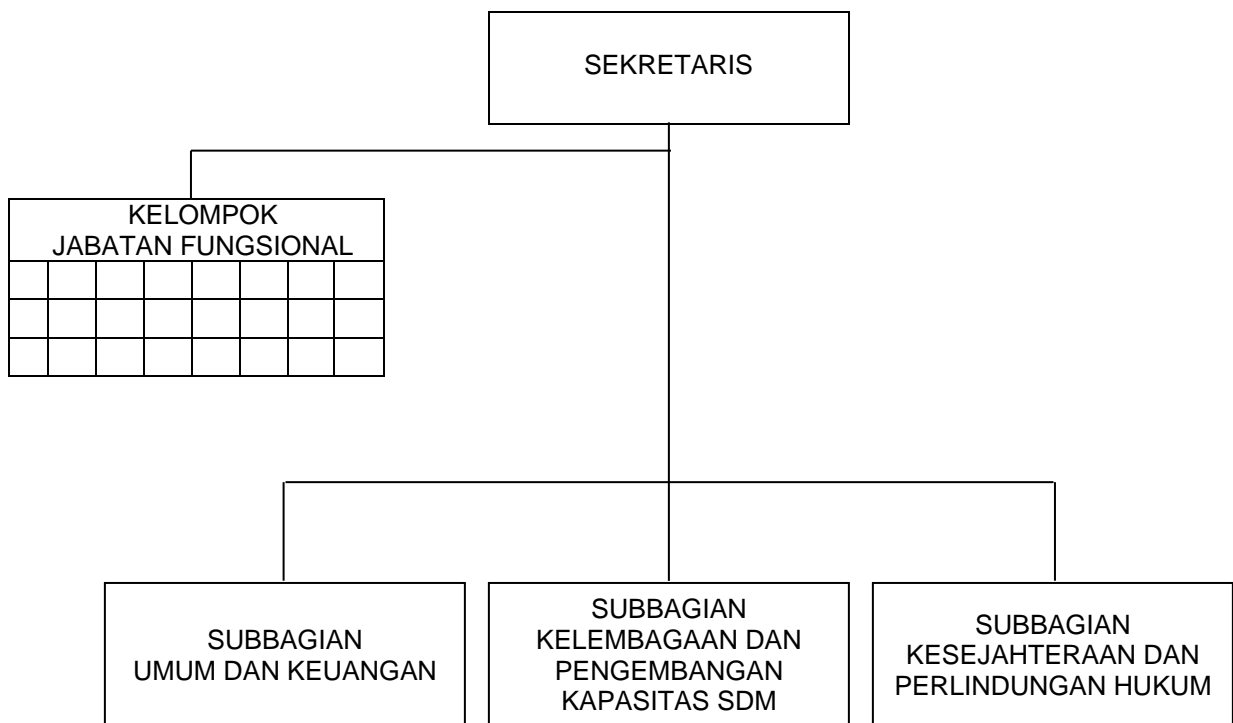 SEKRETARIS
KELOMPOK
JABATAN FUNGSIONAL
SUBBAGIAN
UMUM DAN KEUANGAN
SUBBAGIAN
KELEMBAGAAN DAN
PENGEMBANGAN
KAPASITAS SDM
SUBBAGIAN
KESEJAHTERAAN DAN
PERLINDUNGAN HUKUM